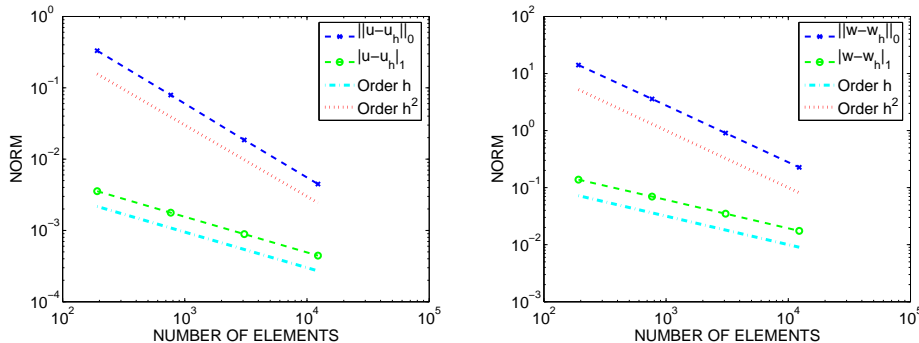 10^0
10^-1
10^-2
10^-3
10^-4
NORM
10^2
10^3
10^4
10^5
NUMBER OF ELEMENTS
||u-u_h||_0
|u-u_h|_1
Order h
Order h^2
10^2
10^1
10^0
10^-1
10^-2
10^-3
NORM
10^2
10^3
10^4
10^5
NUMBER OF ELEMENTS
||w-w_h||_0
|w-w_h|_1
Order h
Order h^2